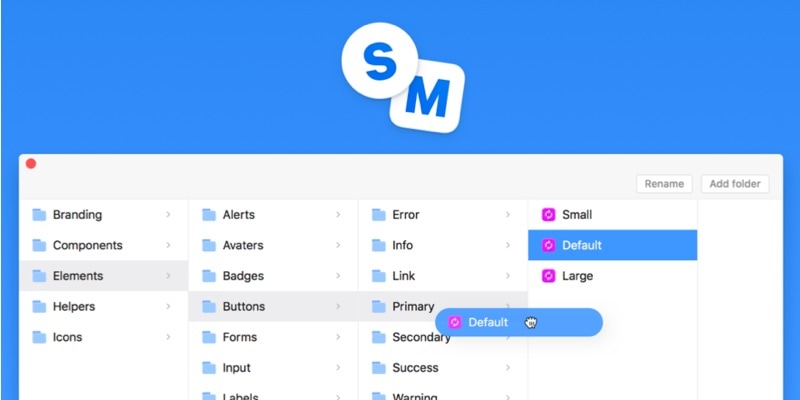 S
M
Rename Add folder
Branding
Components
Elements
Helpers
Icons
Alerts
Avaters
Badges
Buttons
Forms
Input
Labels
Error
Info
Link
Primary
Secondary
Success
Warning
Small
Default
Large
Default